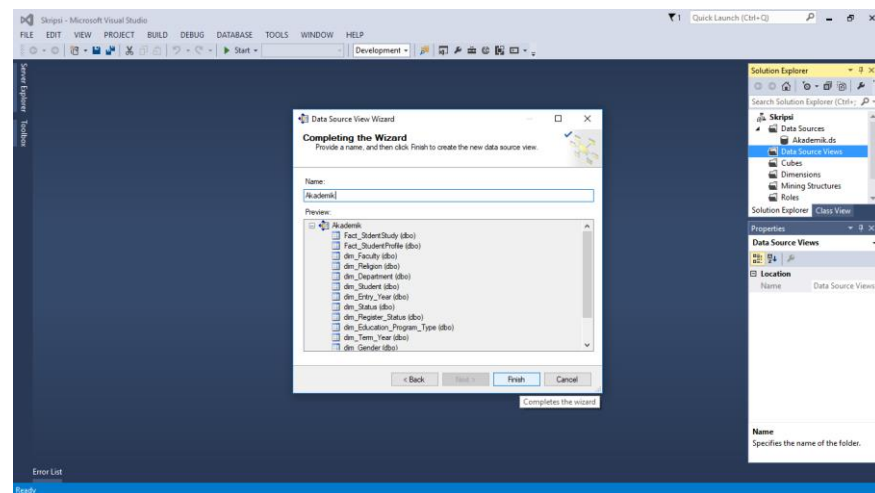 Skripsi - Microsoft Visual Studio
1
Quick Launch (Ctrl+Q)
FILE EDIT VIEW PROJECT BUILD DEBUG DATABASE TOOLS WINDOW HELP
Start
Development
Server Explorer
Toolbox
Data Source View Wizard
Completing the Wizard
Provide a name, and then click Finish to create the new data source view.
Name:
Akademik
Preview:
Akademik
Fact_StdentStudy (dbo)
Fact_StudentProfile (dbo)
dim_Faculty (dbo)
dim_Religion (dbo)
dim_Department (dbo)
dim_Student (dbo)
dim_Entry_Year (dbo)
dim_Status (dbo)
dim_Register_Status (dbo)
dim_Education_Program_Type (dbo)
dim_Term_Year (dbo)
dim_Gender (dbo)
< Back Next > Finish Cancel
Completes the wizard
Solution Explorer
Search Solution Explorer (Ctrl+;)
Skripsi
Data Sources
Akademik.ds
Data Source Views
Cubes
Dimensions
Mining Structures
Roles
Solution Explorer Class View
Properties
Data Source Views
Location
Name Data Source Views
Name
Specifies the name of the folder.
Error List
Ready